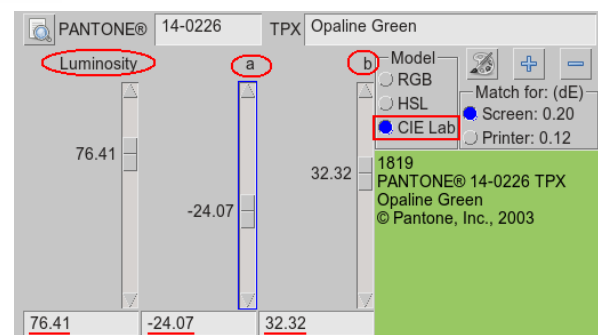 PANTONE® 14-0226 TPX Opaline Green
Luminosity a b
Model
RGB
HSL
CIE Lab
Match for: (dE)
Screen: 0.20
Printer: 0.12
76.41
-24.07
32.32
1819
PANTONE® 14-0226 TPX
Opaline Green
© Pantone, Inc., 2003
76.41 -24.07 32.32